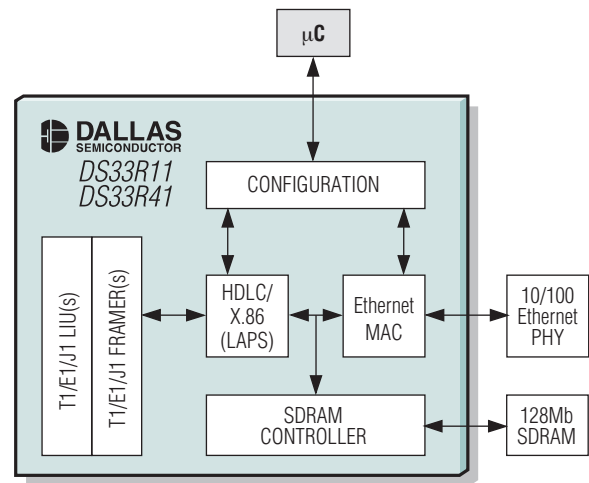 μC
DALLAS
SEMICONDUCTOR
DS33R11
DS33R41
CONFIGURATION
T1/E1/J1 LIU(s)
T1/E1/J1 FRAMER(s)
HDLC/
X.86
(LAPS)
Ethernet
MAC
10/100
Ethernet
PHY
SDRAM
CONTROLLER
128Mb
SDRAM